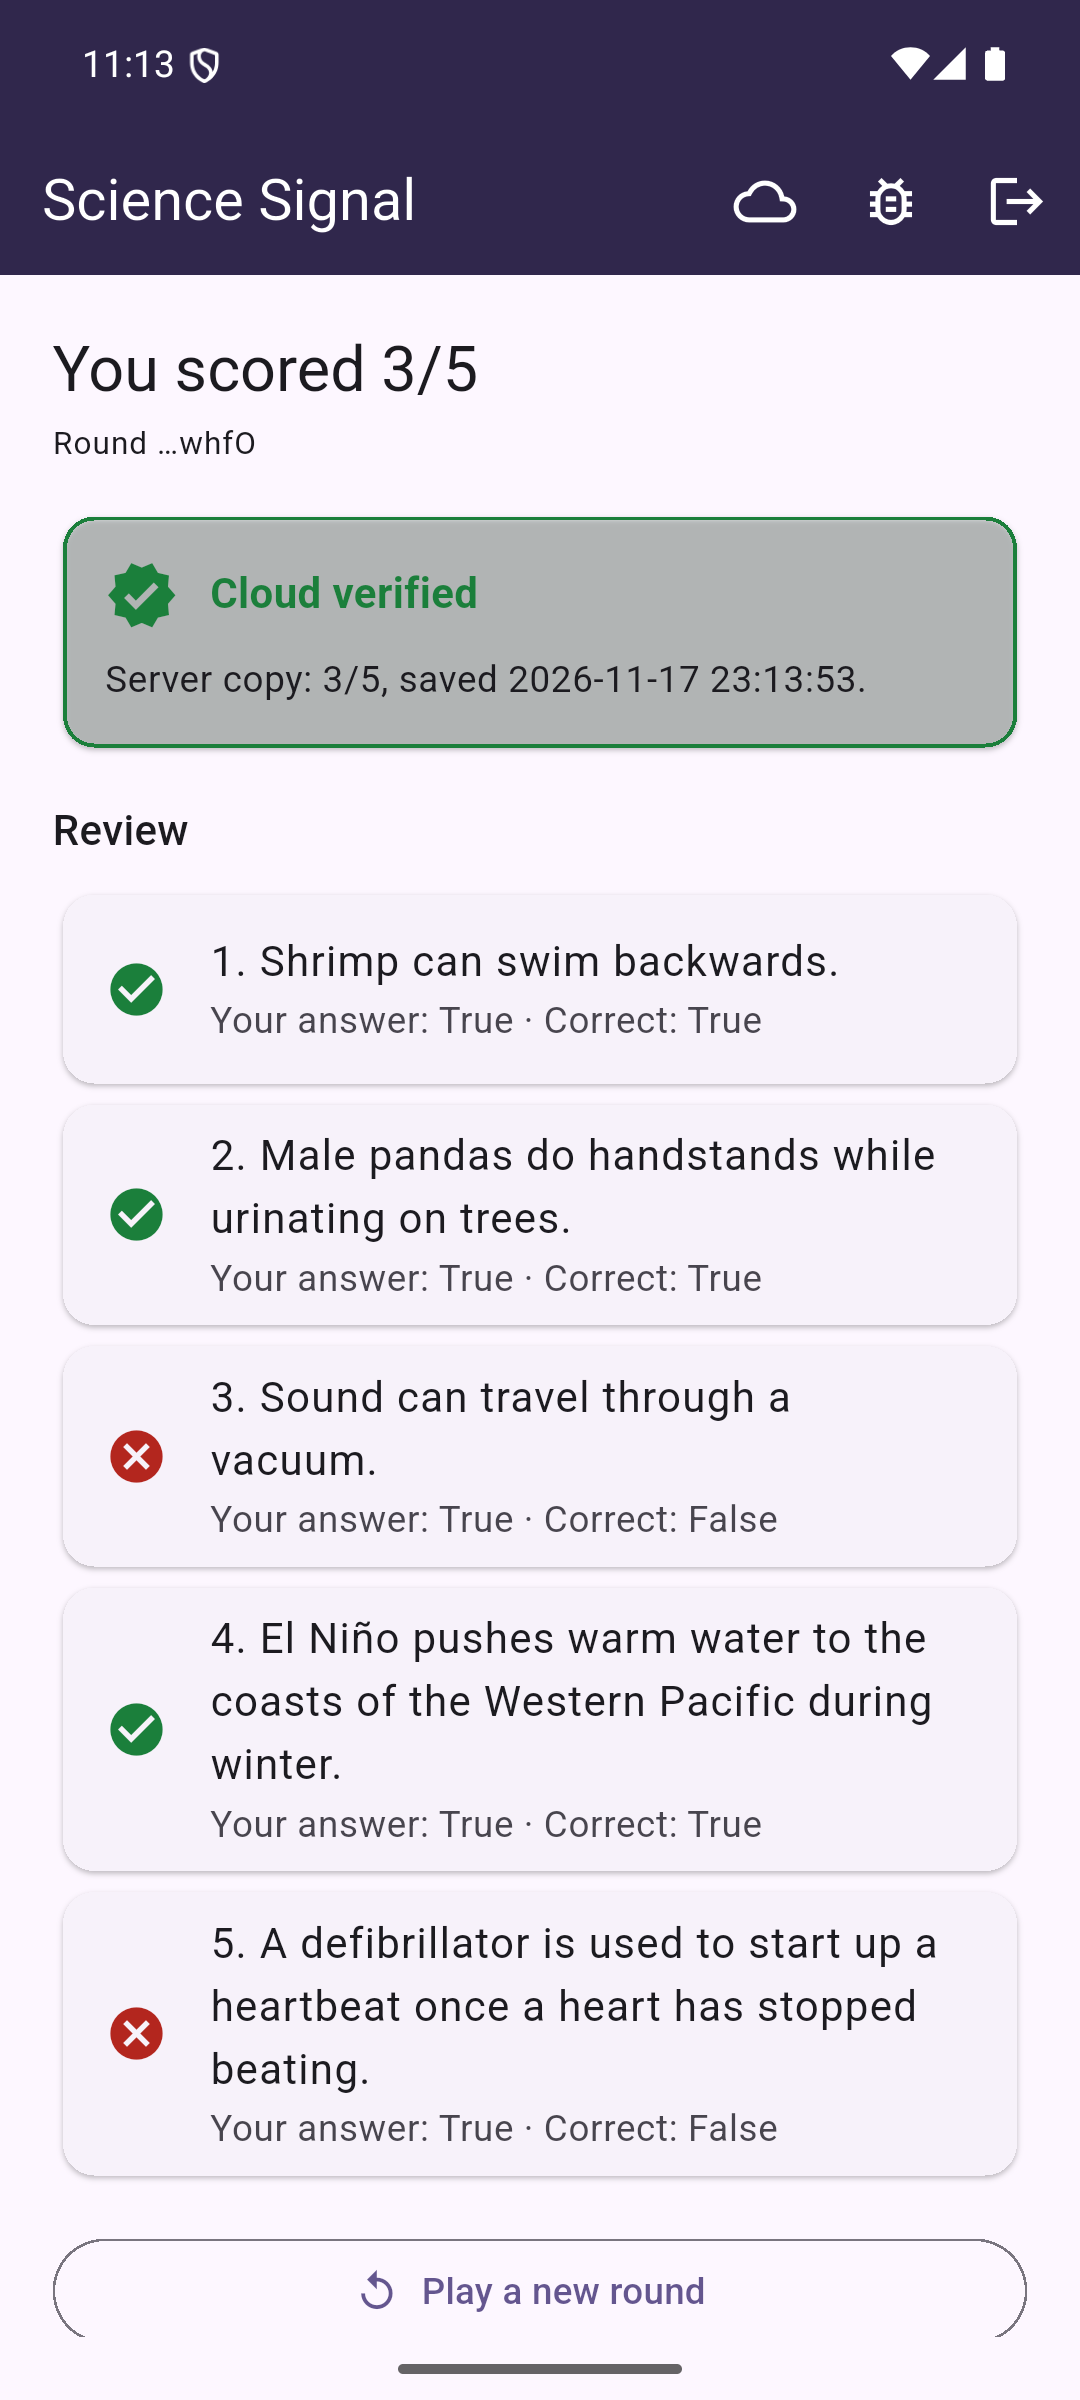 11:13
Science Signal
You scored 3/5
Round …whfO
Cloud verified
Server copy: 3/5, saved 2026-11-17 23:13:53.
Review
1. Shrimp can swim backwards.
Your answer: True · Correct: True
2. Male pandas do handstands while
urinating on trees.
Your answer: True · Correct: True
3. Sound can travel through a
vacuum.
Your answer: True · Correct: False
4. El Niño pushes warm water to the
coasts of the Western Pacific during
winter.
Your answer: True · Correct: True
5. A defibrillator is used to start up a
heartbeat once a heart has stopped
beating.
Your answer: True · Correct: False
Play a new round